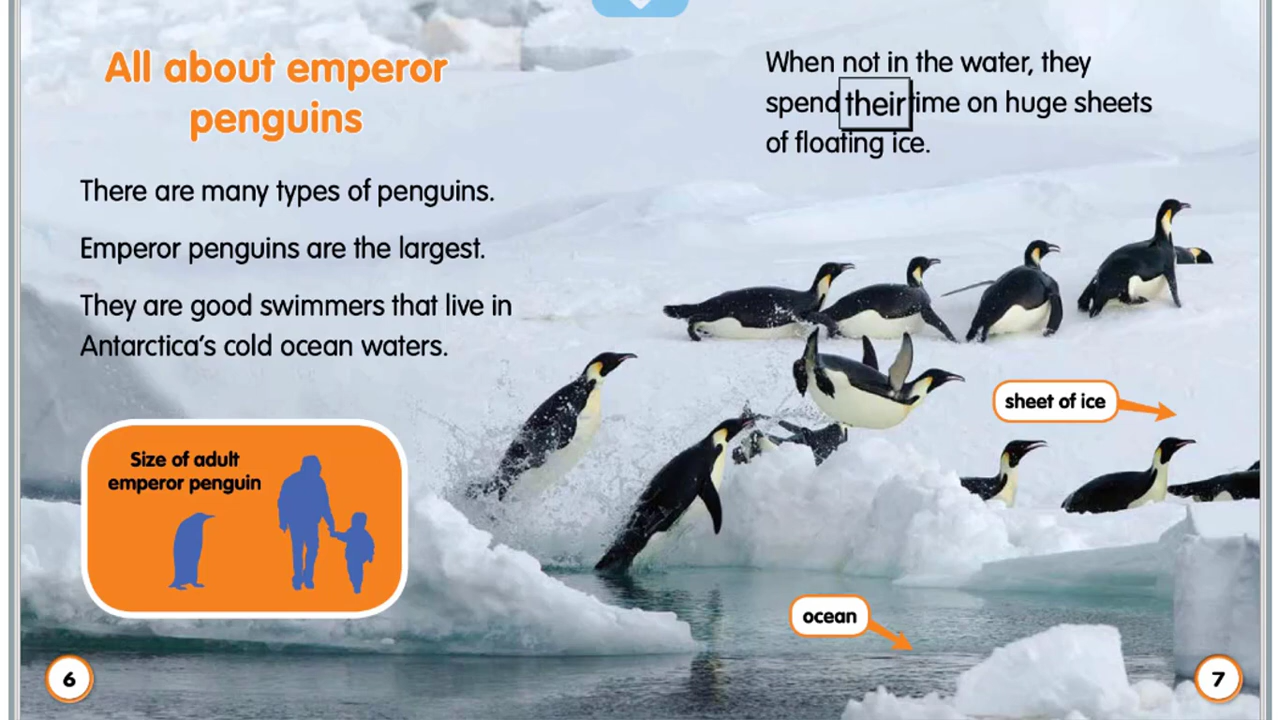 All about emperor
penguins
There are many types of penguins.
Emperor penguins are the largest.
They are good swimmers that live in
Antarctica's cold ocean waters.
Size of adult
emperor penguin
6
When not in the water, they
spend their time on huge sheets
of floating ice.
sheet of ice
ocean
7